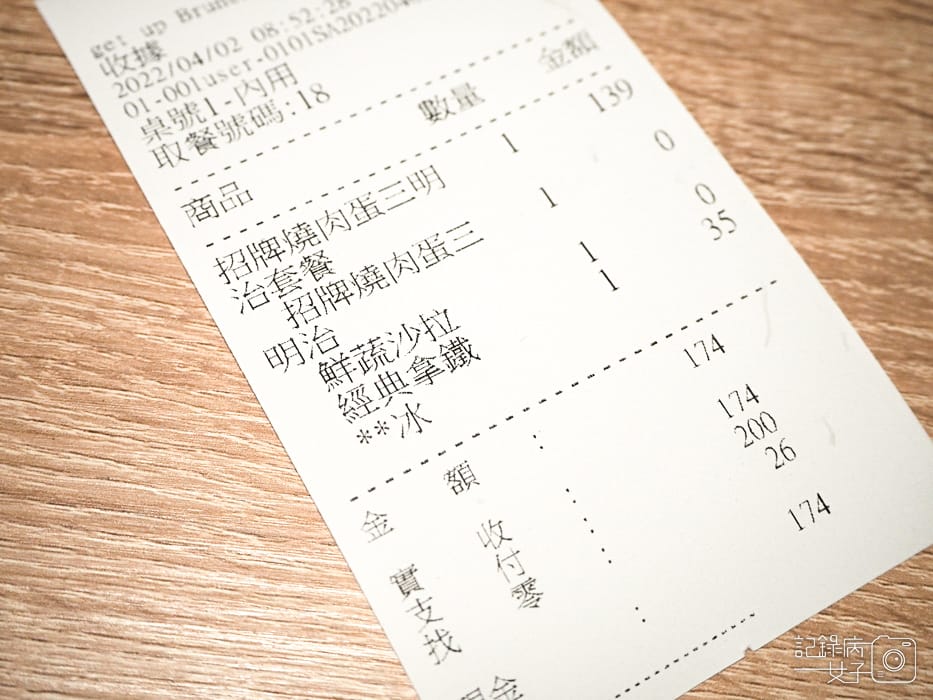 get up
收據
2022/04/02 08:52:28
01-001user-0101SA202204
桌號1-內用
取餐號碼:18
商品 數量 金額
招牌燒肉蛋三明 1 139
治套餐
招牌燒肉蛋三 1 0
明治
鮮蔬沙拉 1 0
經典拿鐵 1 35
**冰
金 額 : 174
實 收 : 174
支 付 : 200
找 零 : 26
現金 : 174
記錄病
女子